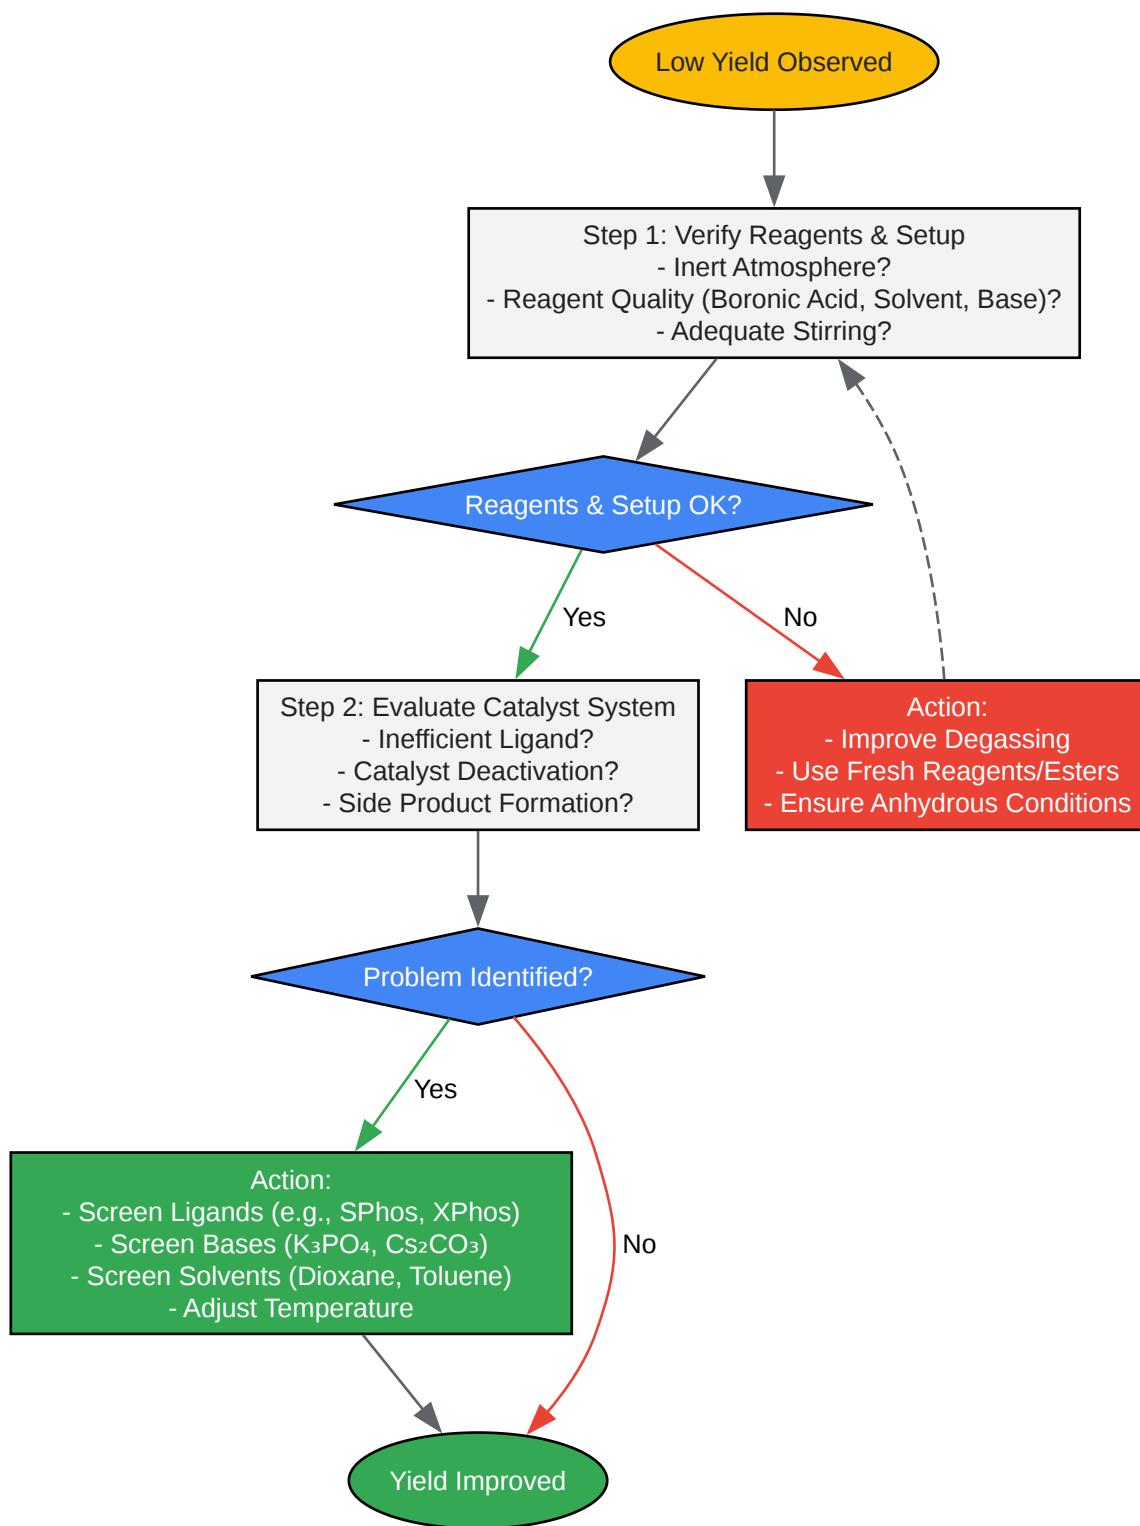 Low Yield Observed
Step 1: Verify Reagents & Setup
- Inert Atmosphere?
- Reagent Quality (Boronic Acid, Solvent, Base)?
- Adequate Stirring?
Reagents & Setup OK?
Yes
No
Step 2: Evaluate Catalyst System
- Inefficient Ligand?
- Catalyst Deactivation?
- Side Product Formation?
Action:
- Improve Degassing
- Use Fresh Reagents/Esters
- Ensure Anhydrous Conditions
Problem Identified?
Yes
No
Action:
- Screen Ligands (e.g., SPhos, XPhos)
- Screen Bases (K₃PO₄, Cs₂CO₃)
- Screen Solvents (Dioxane, Toluene)
- Adjust Temperature
Yield Improved